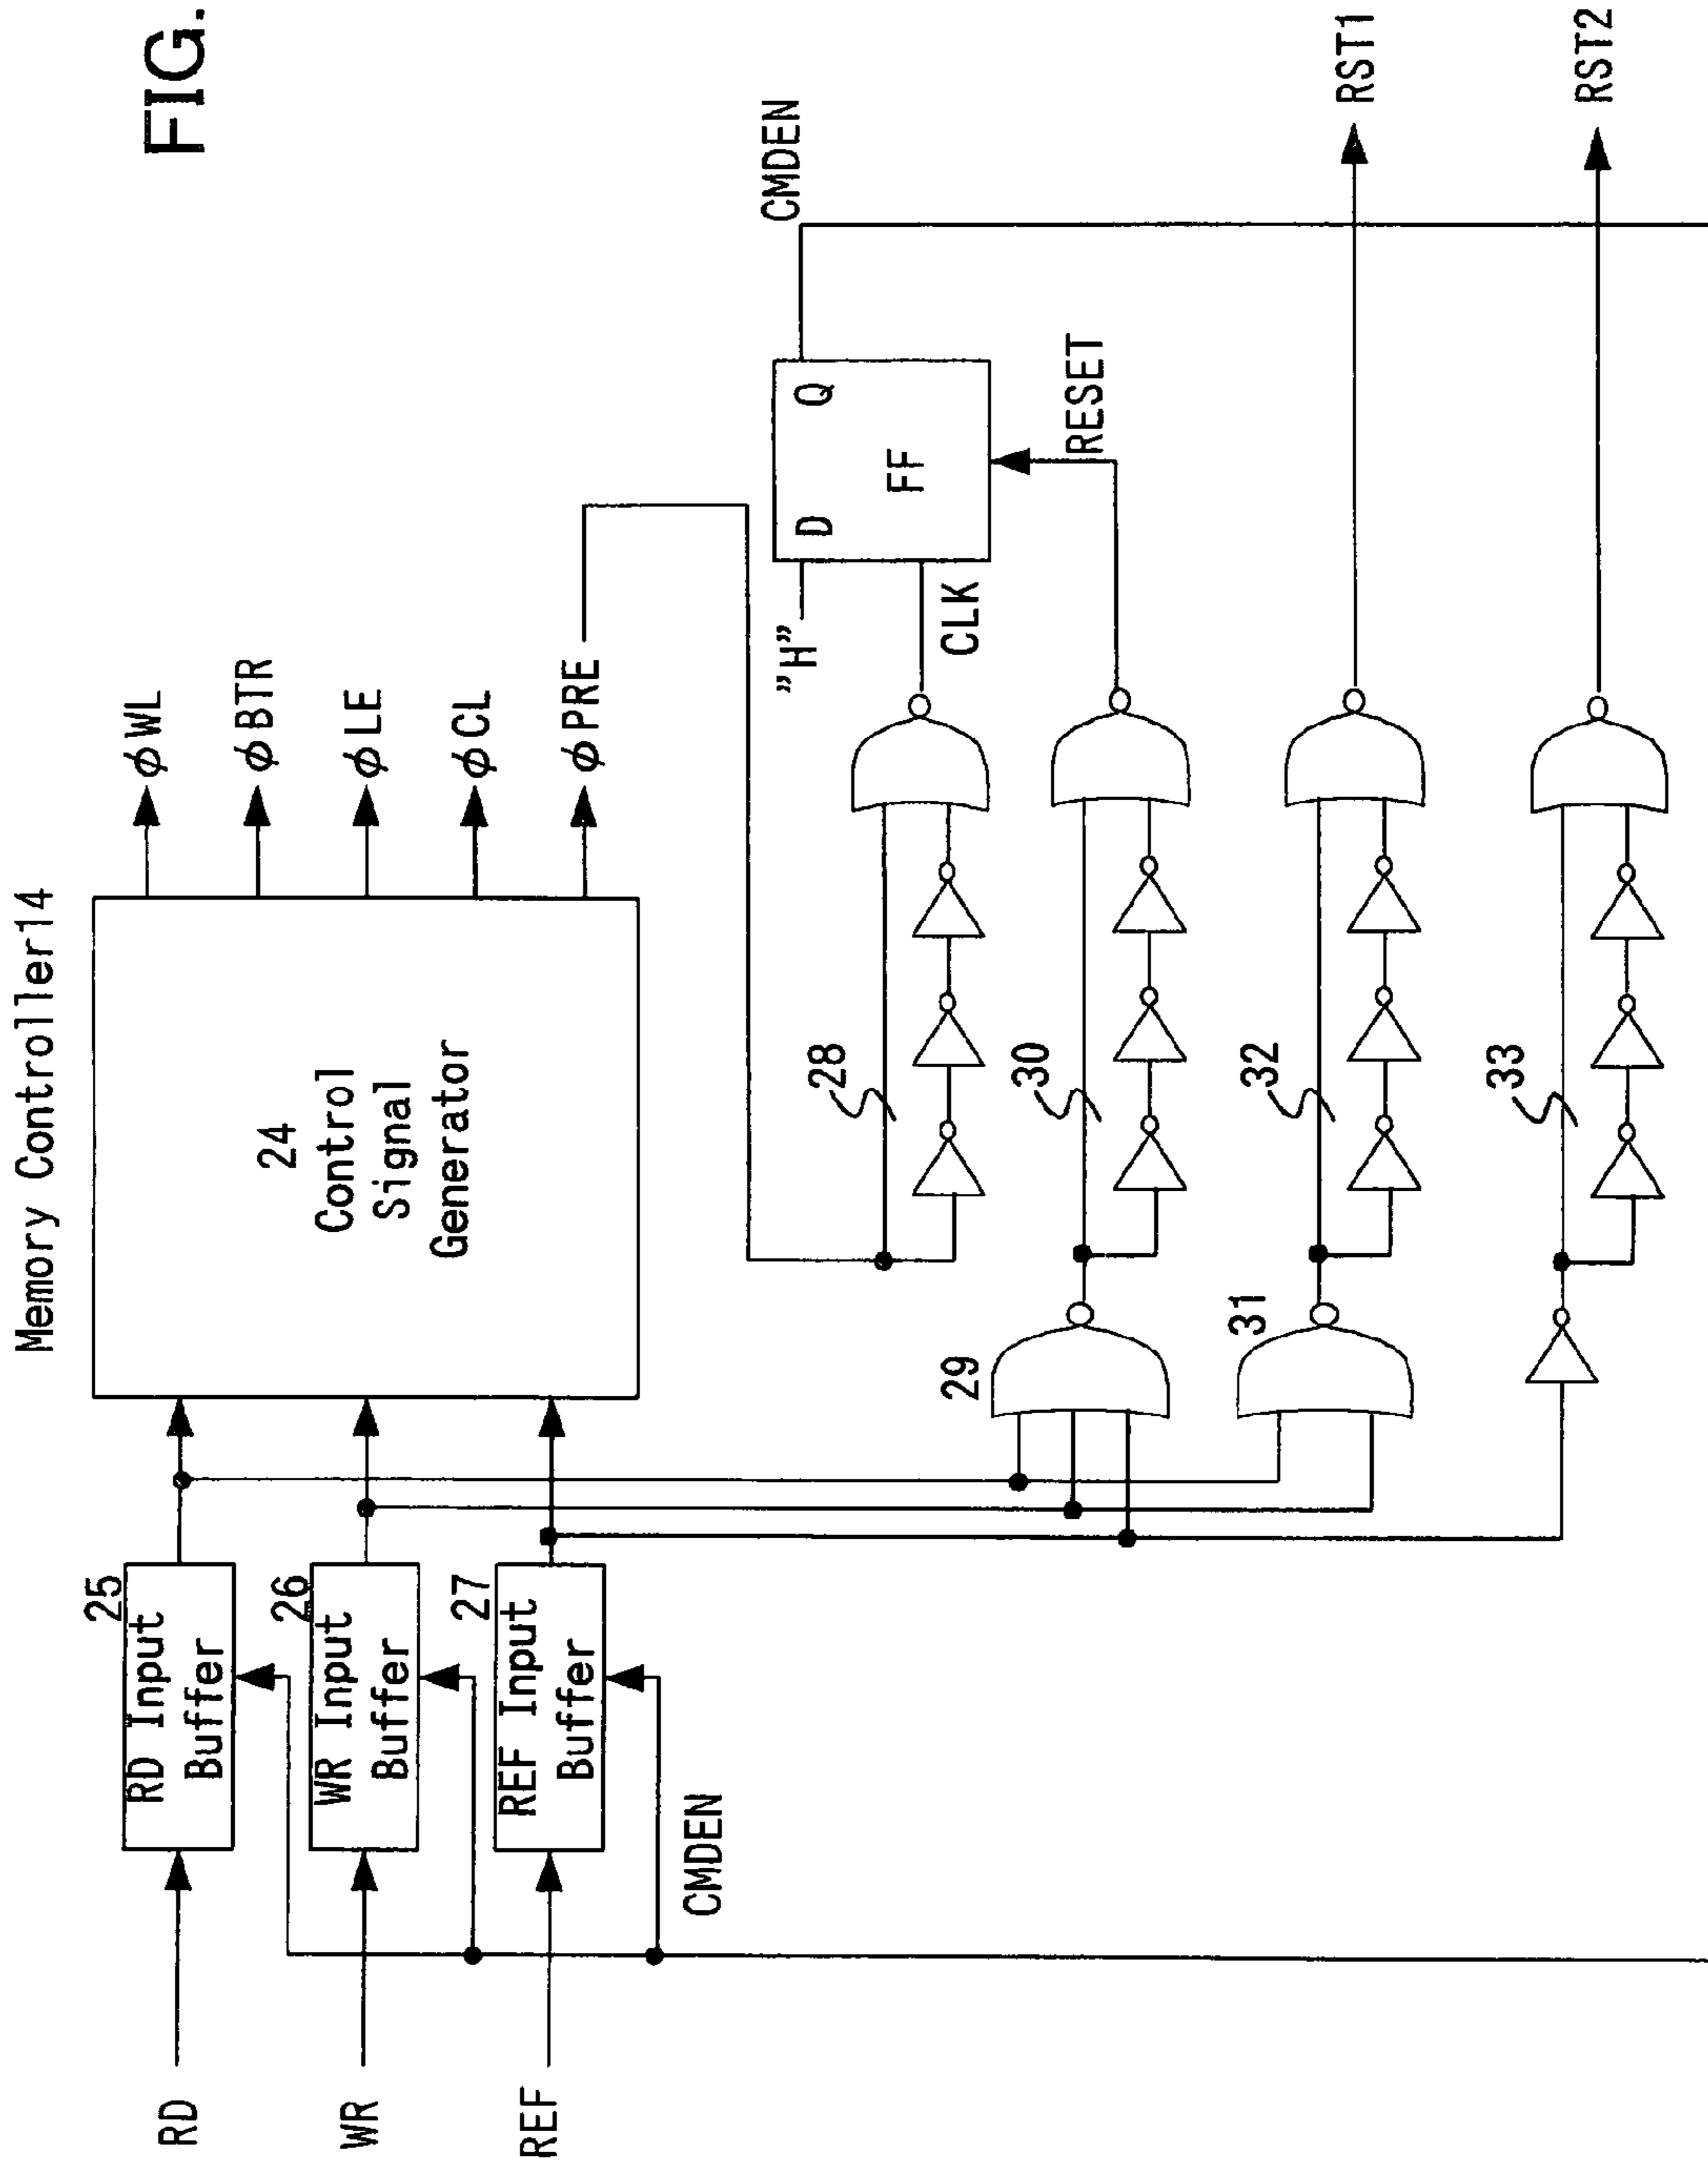 FIG.
Memory Controller14
RD
WR
REF
25
RD Input
Buffer
26
WR Input
Buffer
27
REF Input
Buffer
CMDEN
24
Control
Signal
Generator
φWL
φBTR
φLE
φCL
φPRE
28
29
30
31
32
33
"H"
D
Q
FF
CLK
RESET
CMDEN
RST1
RST2